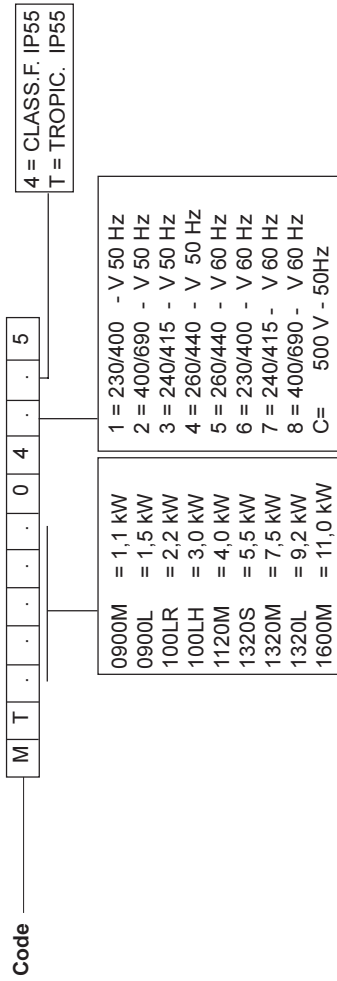 Code
M T . . . . . 0 4 . . 5
4 = CLASS.F. IP55
T = TROPIC. IP55
0900M = 1,1 kW
0900L = 1,5 kW
100LR = 2,2 kW
100LH = 3,0 kW
1120M = 4,0 kW
1320S = 5,5 kW
1320M = 7,5 kW
1320L = 9,2 kW
1600M = 11,0 kW
1 = 230/400 - V 50 Hz
2 = 400/690 - V 50 Hz
3 = 240/415 - V 50 Hz
4 = 260/440 - V 50 Hz
5 = 260/440 - V 60 Hz
6 = 230/400 - V 60 Hz
7 = 240/415 - V 60 Hz
8 = 400/690 - V 60 Hz
C= 500 V - 50Hz